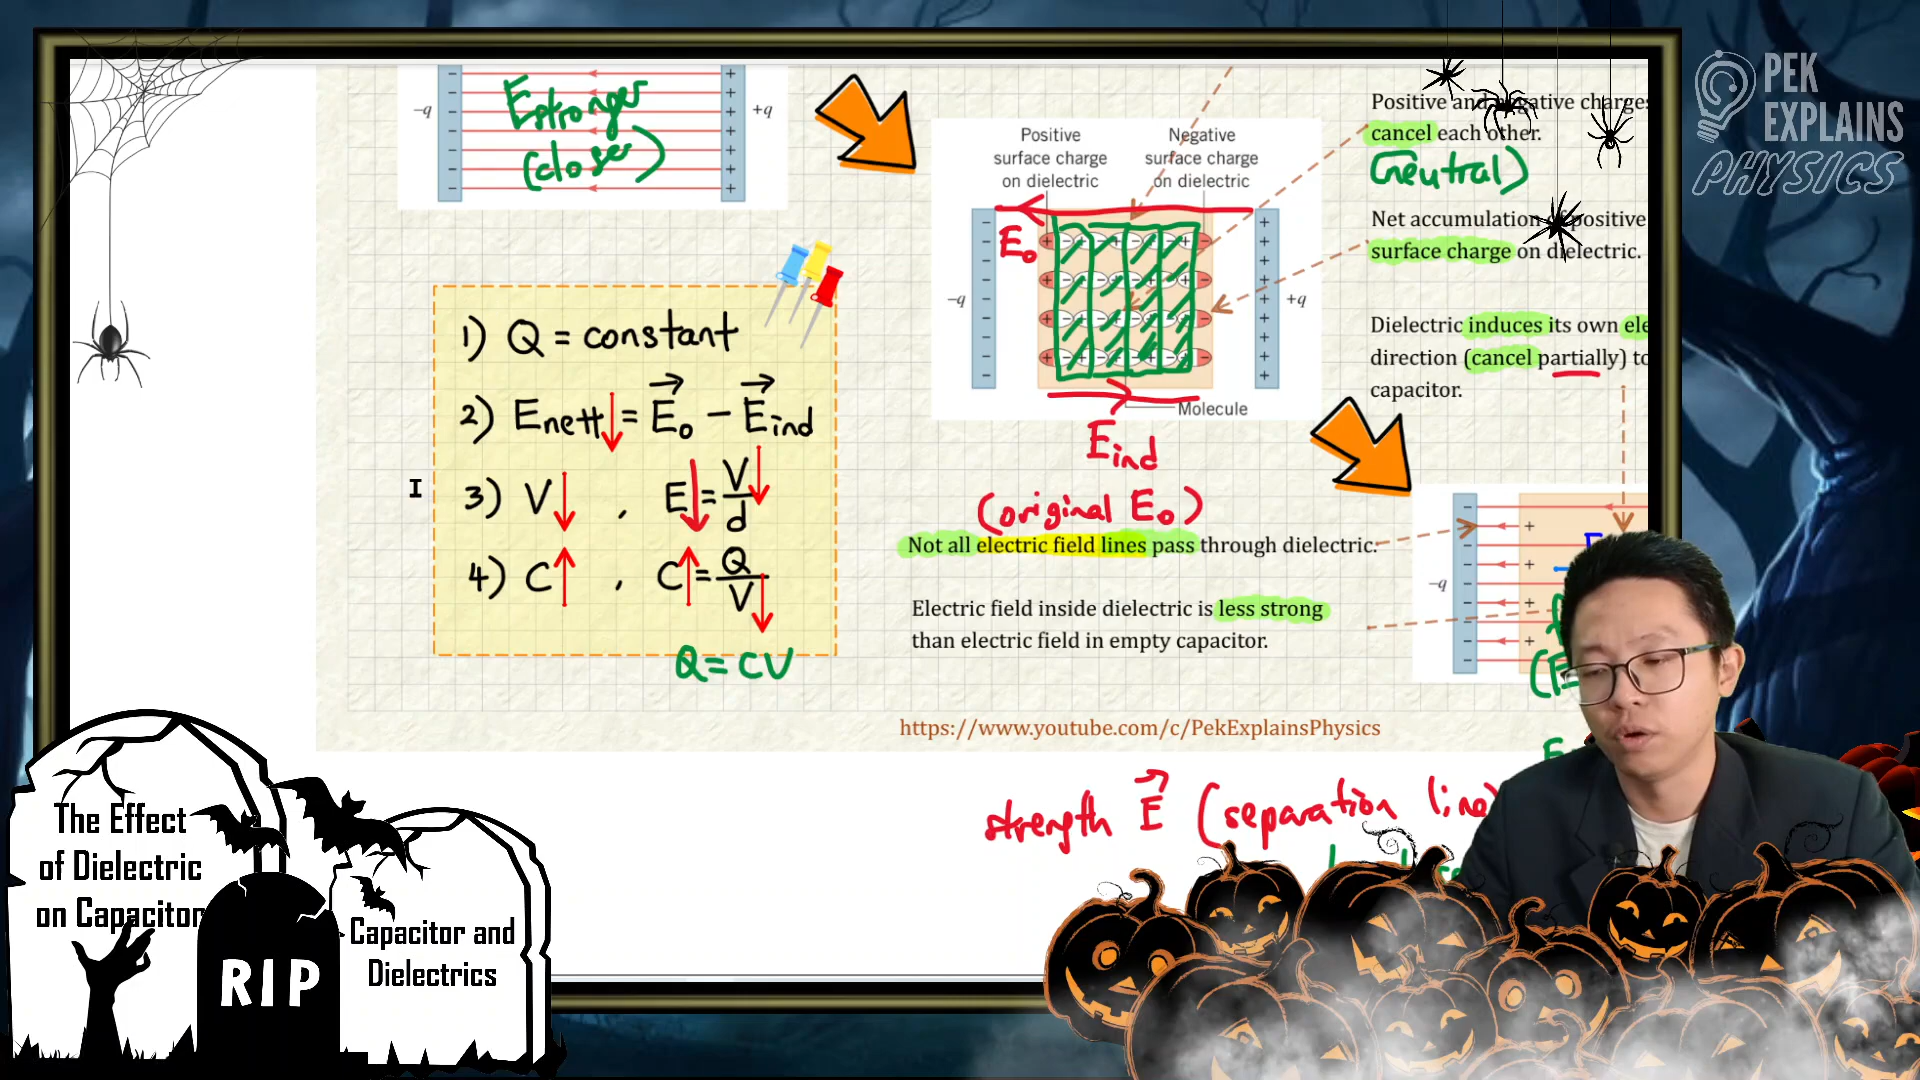 PEK
EXPLAINS
PHYSICS
−q
E stronger
(closer)
+q
Positive
surface charge
on dielectric
Negative
surface charge
on dielectric
E₀
−q
+q
Molecule
E ind
(original E₀)
Positive and negative charges
cancel each other.
(neutral)
Net accumulation of positive
surface charge on dielectric.
Dielectric induces its own ele
direction (cancel partially) to
capacitor.
1) Q = constant
2) Enett ↓ = E₀ − Eind
3) V ↓ , E ↓ = V ↓ / d
4) C ↑ , C ↑ = Q / V ↓
Q = CV
Not all electric field lines pass through dielectric.
Electric field inside dielectric is less strong
than electric field in empty capacitor.
−q
https://www.youtube.com/c/PekExplainsPhysics
strength E (separation line)
The Effect
of Dielectric
on Capacitor
RIP
Capacitor and
Dielectrics